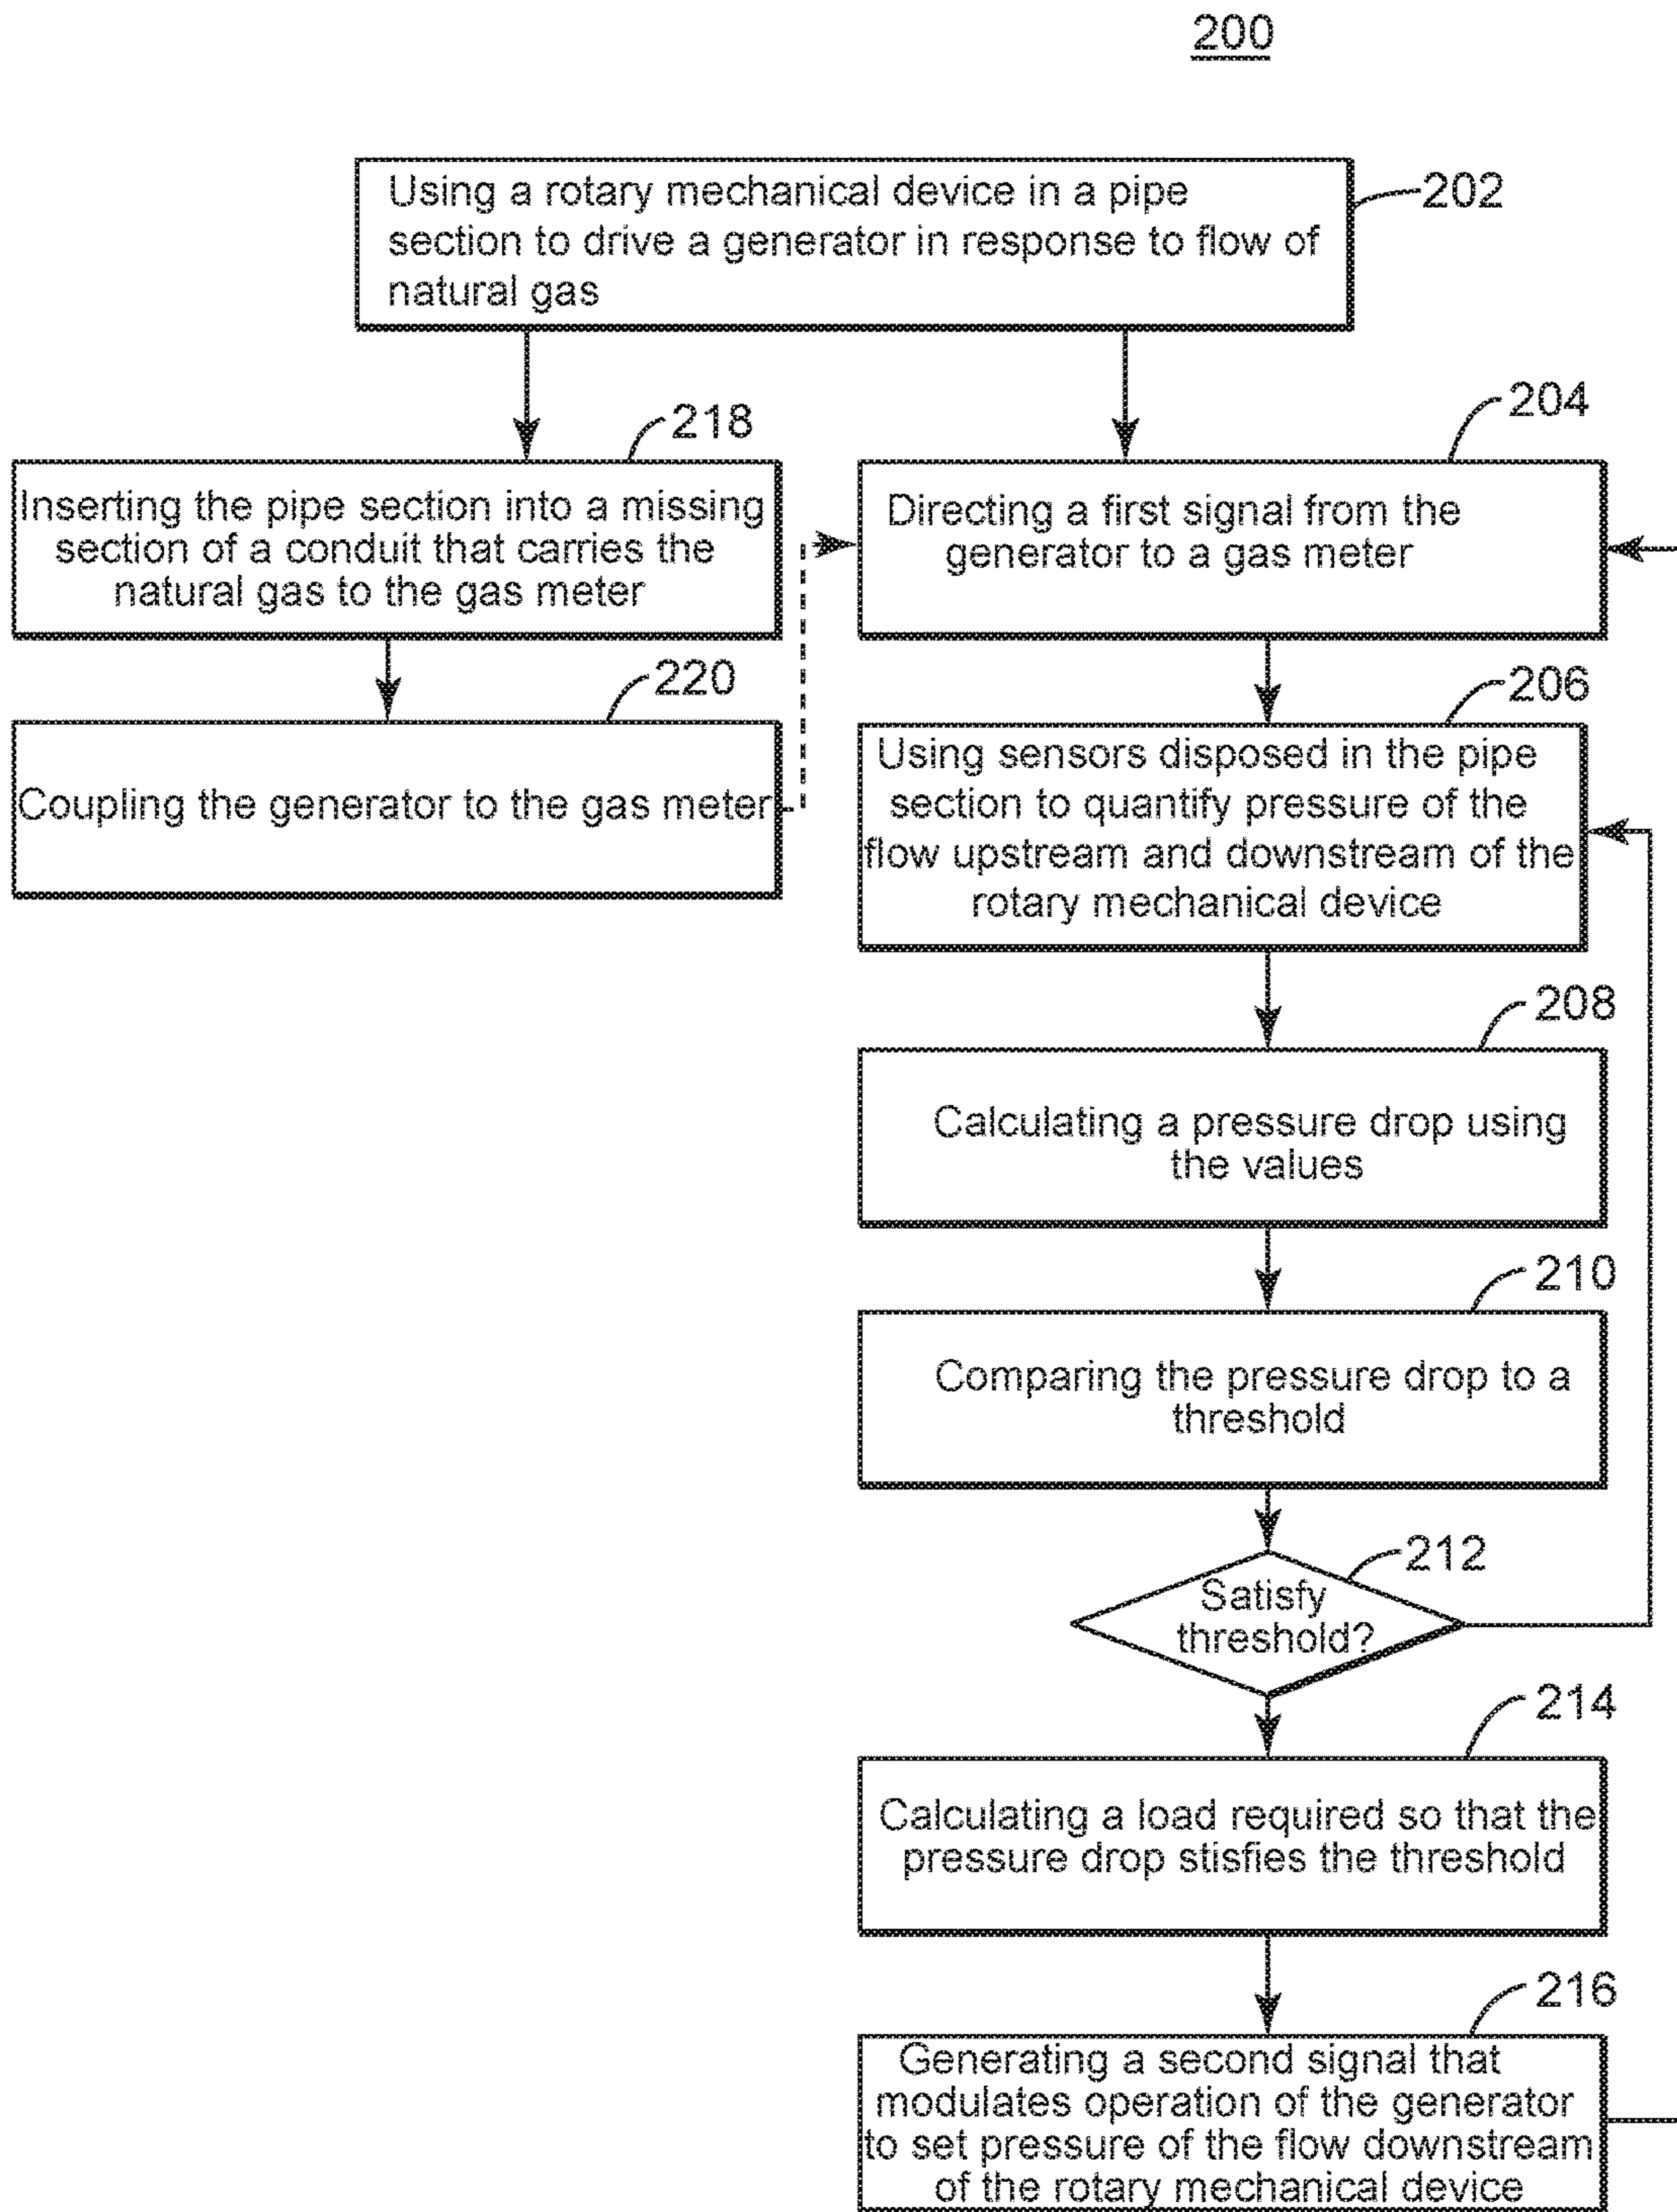 200
Using a rotary mechanical device in a pipe
section to drive a generator in response to flow of
natural gas
202
218
Inserting the pipe section into a missing
section of a conduit that carries the
natural gas to the gas meter
204
Directing a first signal from the
generator to a gas meter
220
Coupling the generator to the gas meter
206
Using sensors disposed in the pipe
section to quantify pressure of the
flow upstream and downstream of the
rotary mechanical device
208
Calculating a pressure drop using
the values
210
Comparing the pressure drop to a
threshold
212
Satisfy
threshold?
214
Calculating a load required so that the
pressure drop stisfies the threshold
216
Generating a second signal that
modulates operation of the generator
to set pressure of the flow downstream
of the rotary mechanical device